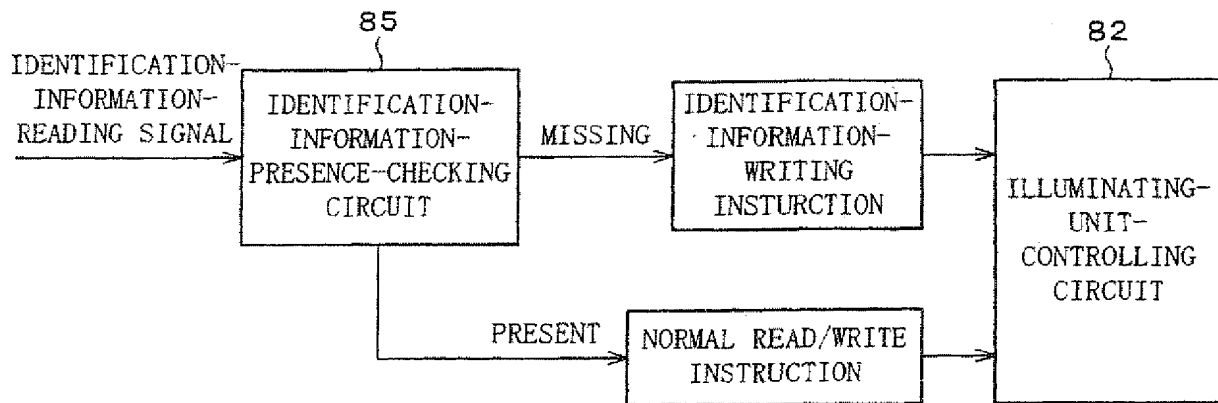 85
82
IDENTIFICATION-
INFORMATION-
READING SIGNAL
IDENTIFICATION-
INFORMATION-
PRESENCE-CHECKING
CIRCUIT
MISSING
IDENTIFICATION-
INFORMATION-
WRITING
INSTURCTION
ILLUMINATING-
UNIT-
CONTROLLING
CIRCUIT
PRESENT
NORMAL READ/WRITE
INSTRUCTION